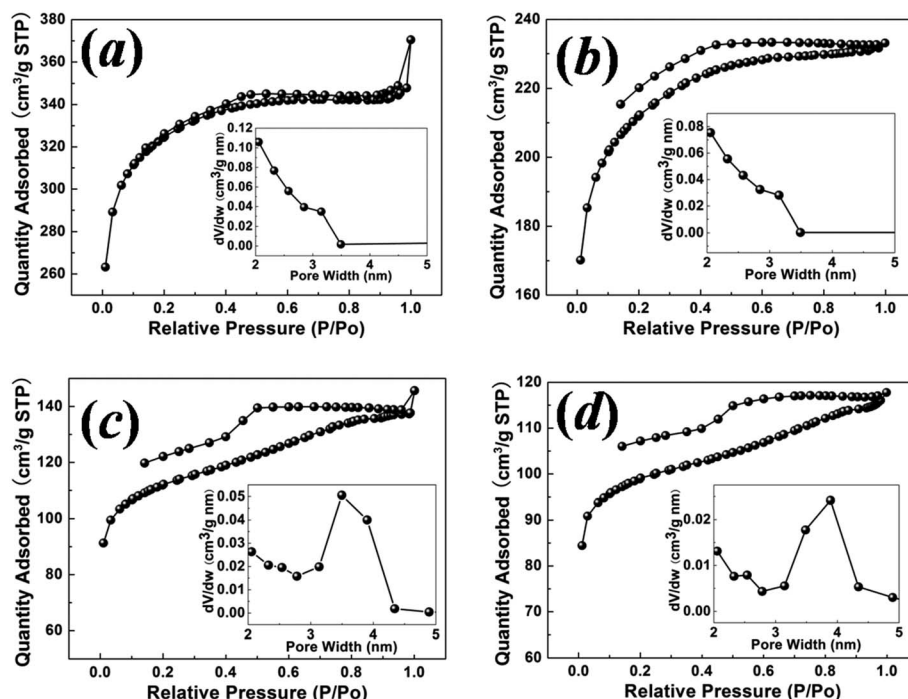 (a)
Quantity Adsorbed (cm³/g STP)
380
360
340
320
300
280
260
0.0 0.2 0.4 0.6 0.8 1.0
Relative Pressure (P/Po)
dV/dw (cm³/g nm)
0.12
0.10
0.08
0.06
0.04
0.02
0.00
2 3 4 5
Pore Width (nm)
(b)
Quantity Adsorbed (cm³/g STP)
240
220
200
180
160
0.0 0.2 0.4 0.6 0.8 1.0
Relative Pressure (P/Po)
dV/dw (cm³/g nm)
0.08
0.06
0.04
0.02
0.00
2 3 4 5
Pore Width (nm)
(c)
Quantity Adsorbed (cm³/g STP)
140
120
100
80
60
0.0 0.2 0.4 0.6 0.8 1.0
Relative Pressure (P/Po)
dV/dw (cm³/g nm)
0.05
0.04
0.03
0.02
0.01
0.00
2 3 4 5
Pore Width (nm)
(d)
Quantity Adsorbed (cm³/g STP)
120
110
100
90
80
70
60
0.0 0.2 0.4 0.6 0.8 1.0
Relative Pressure (P/Po)
dV/dw (cm³/g nm)
0.02
0.01
0.00
2 3 4 5
Pore Width (nm)